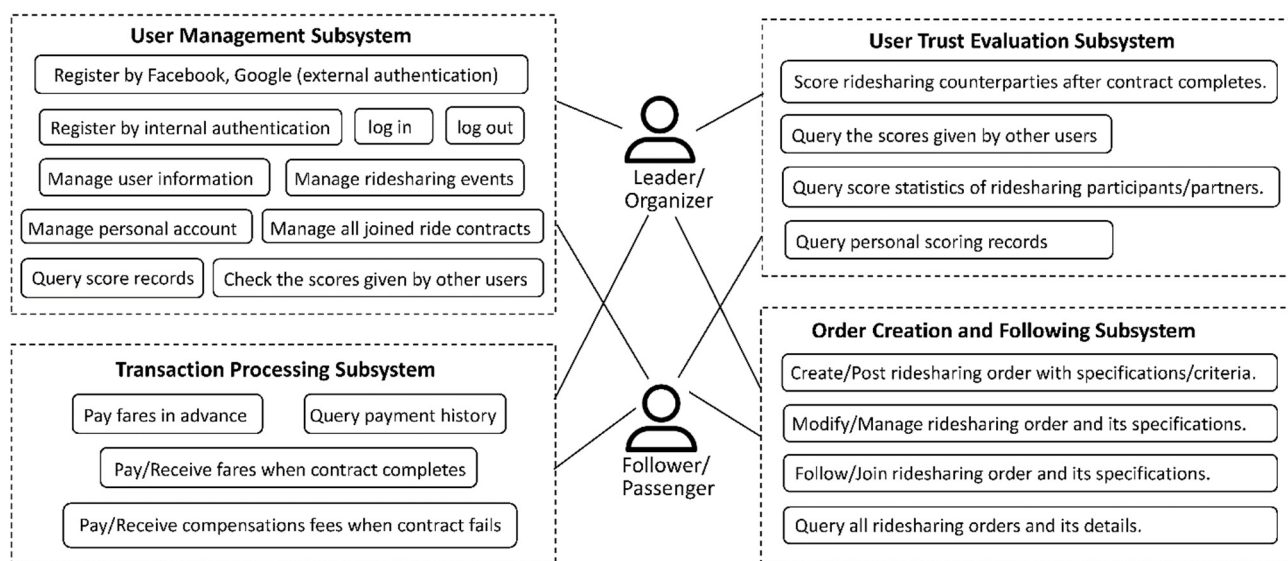 User Management Subsystem
Register by Facebook, Google (external authentication)
Register by internal authentication
log in
log out
Manage user information
Manage ridesharing events
Manage personal account
Manage all joined ride contracts
Query score records
Check the scores given by other users
Transaction Processing Subsystem
Pay fares in advance
Query payment history
Pay/Receive fares when contract completes
Pay/Receive compensations fees when contract fails
Leader/
Organizer
Follower/
Passenger
User Trust Evaluation Subsystem
Score ridesharing counterparties after contract completes.
Query the scores given by other users
Query score statistics of ridesharing participants/partners.
Query personal scoring records
Order Creation and Following Subsystem
Create/Post ridesharing order with specifications/criteria.
Modify/Manage ridesharing order and its specifications.
Follow/Join ridesharing order and its specifications.
Query all ridesharing orders and its details.